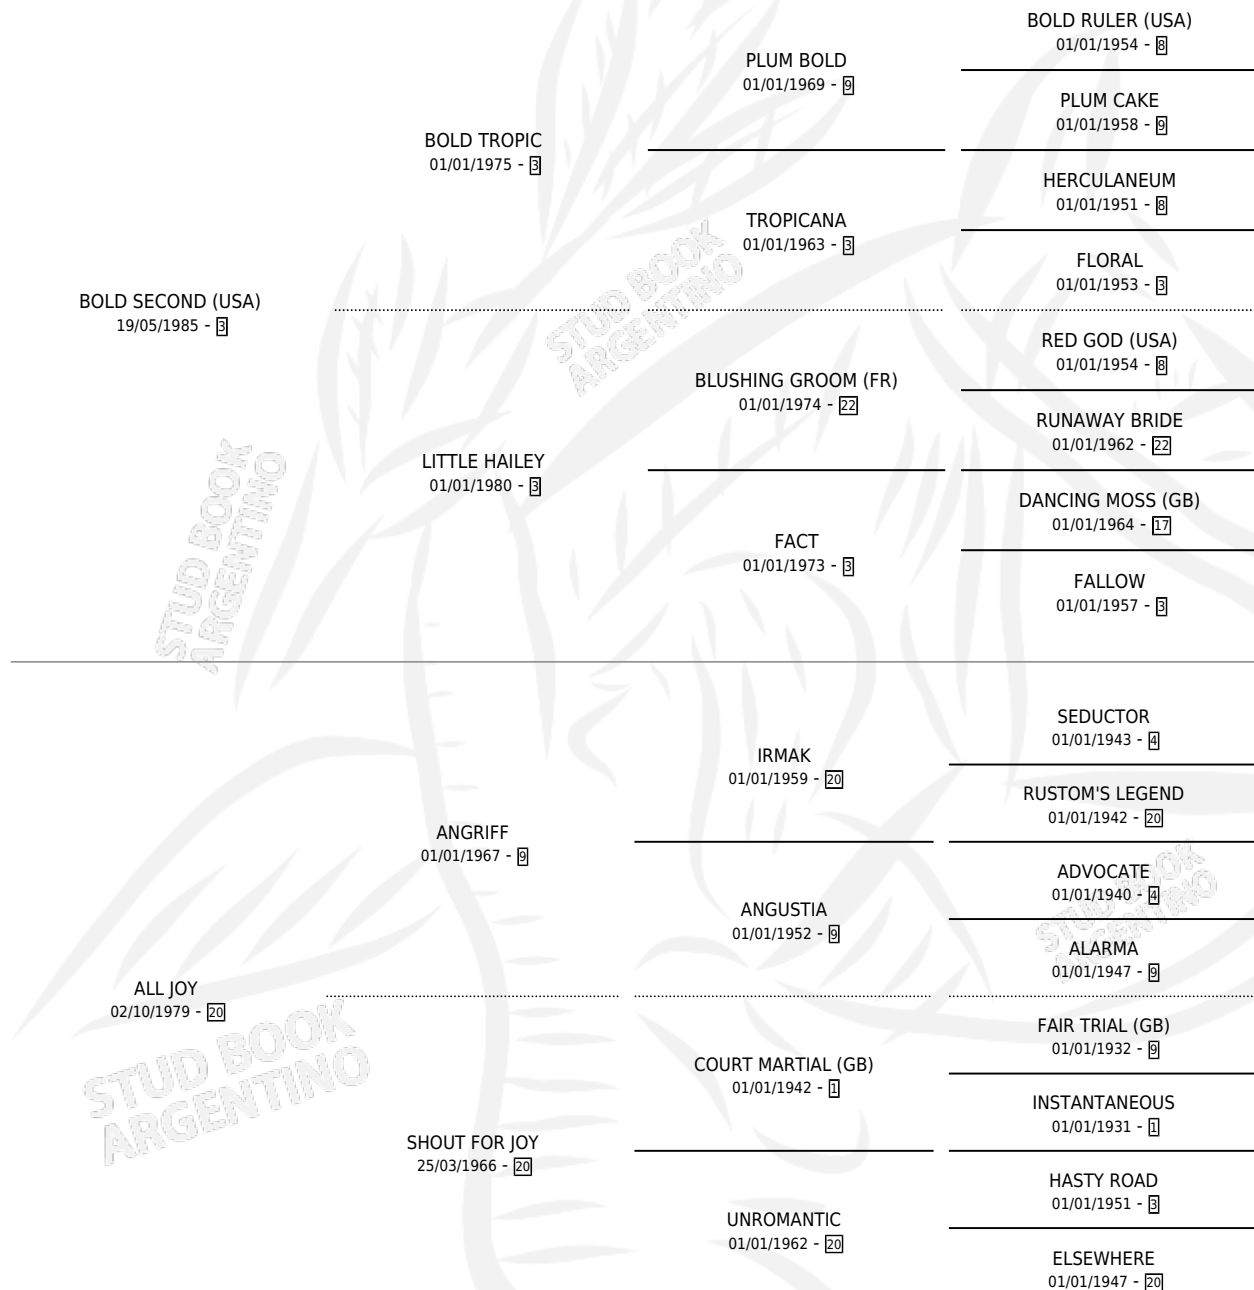 BOLD RULER (USA)
01/01/1954 - 8
PLUM BOLD
01/01/1969 - 9
PLUM CAKE
01/01/1958 - 9
BOLD TROPIC
01/01/1975 - 3
HERCULANEUM
01/01/1951 - 8
TROPICANA
01/01/1963 - 3
FLORAL
01/01/1953 - 3
BOLD SECOND (USA)
19/05/1985 - 3
RED GOD (USA)
01/01/1954 - 8
BLUSHING GROOM (FR)
01/01/1974 - 22
RUNAWAY BRIDE
01/01/1962 - 22
LITTLE HAILEY
01/01/1980 - 3
DANCING MOSS (GB)
01/01/1964 - 17
FACT
01/01/1973 - 3
FALLOW
01/01/1957 - 3
STUD BOOK
ARGENTINO
STUD BOOK
ARGENTINO
SEDUCTOR
01/01/1943 - 4
IRMAK
01/01/1959 - 20
RUSTOM'S LEGEND
01/01/1942 - 20
ANGRIFF
01/01/1967 - 9
ADVOCATE
01/01/1940 - 4
ANGUSTIA
01/01/1952 - 9
ALARMA
01/01/1947 - 9
STUD BOOK
ARGENTINO
ALL JOY
02/10/1979 - 20
FAIR TRIAL (GB)
01/01/1932 - 9
COURT MARTIAL (GB)
01/01/1942 - 1
INSTANTANEOUS
01/01/1931 - 1
STUD BOOK
ARGENTINO
SHOUT FOR JOY
25/03/1966 - 20
HASTY ROAD
01/01/1951 - 3
UNROMANTIC
01/01/1962 - 20
ELSEWHERE
01/01/1947 - 20